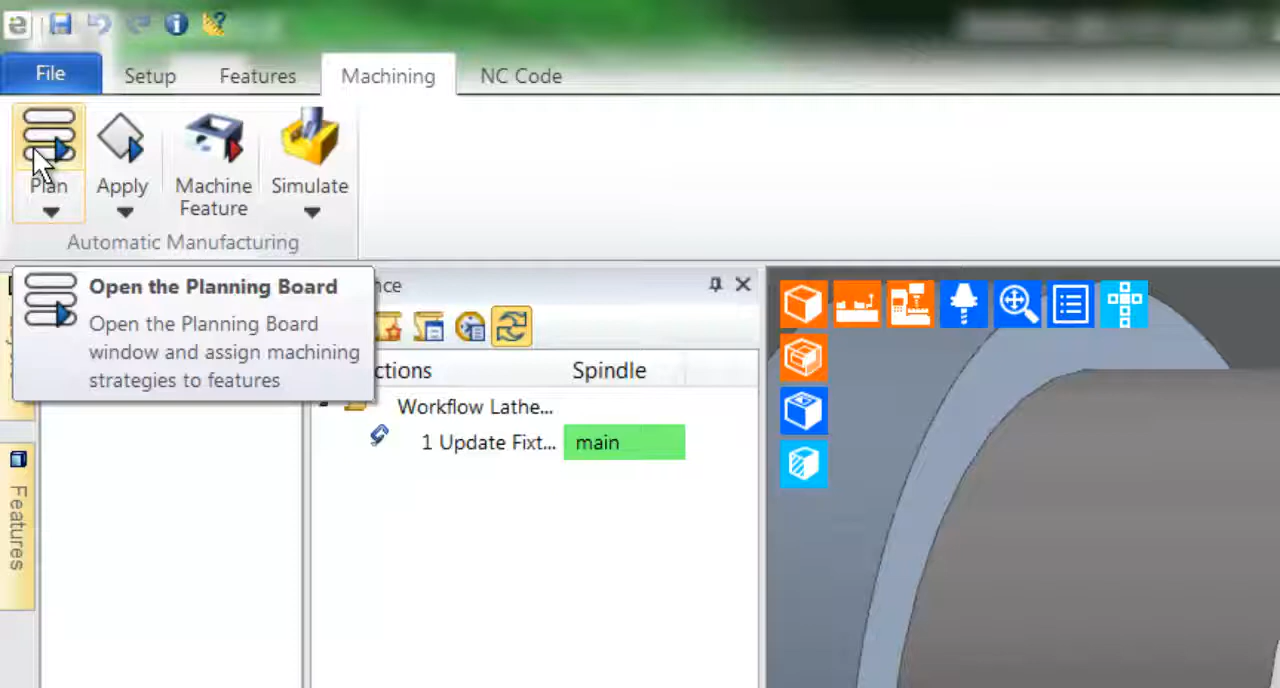 File
Setup
Features
Machining
NC Code
Plan
Apply
Machine
Feature
Simulate
Automatic Manufacturing
Open the Planning Board
Open the Planning Board
window and assign machining
strategies to features
nce
ctions
Spindle
Workflow Lathe...
1 Update Fixt...
main
Features